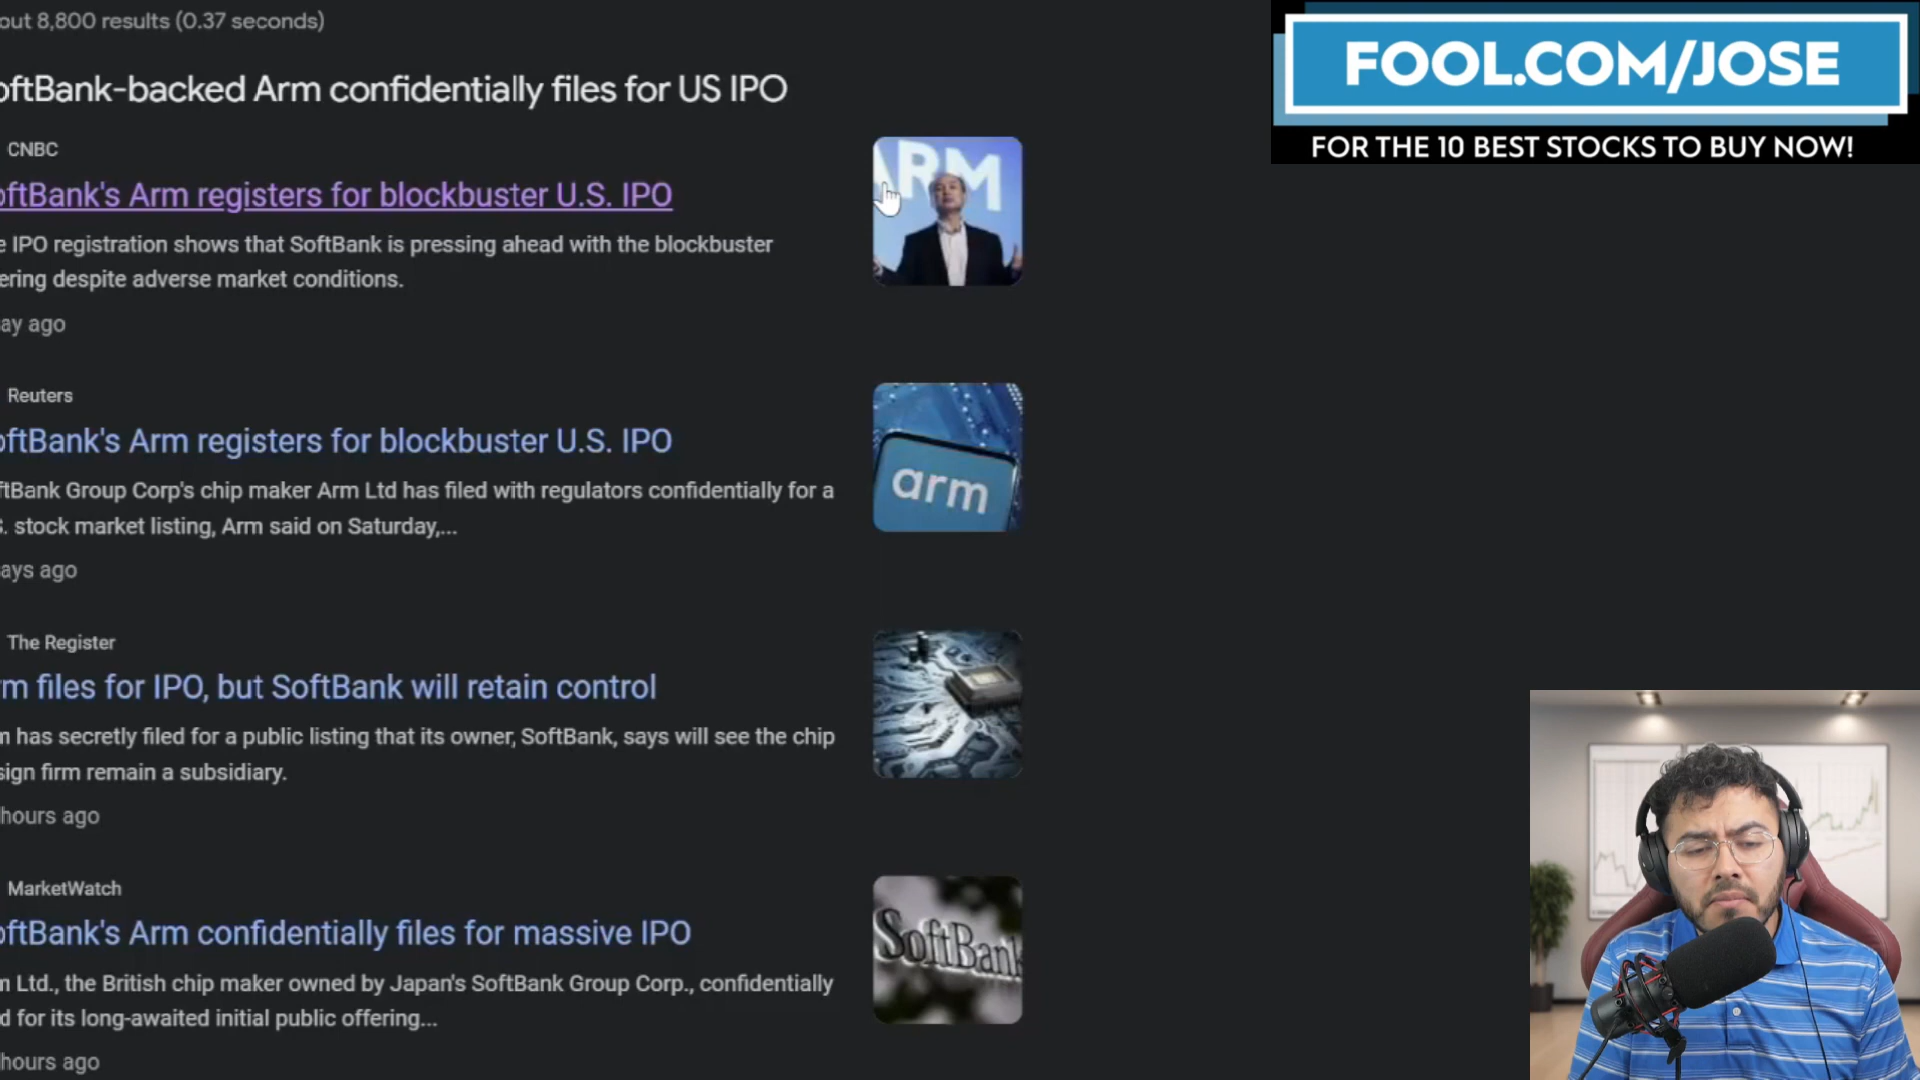 out 8,800 results (0.37 seconds)
oftBank-backed Arm confidentially files for US IPO
CNBC
oftBank's Arm registers for blockbuster U.S. IPO
e IPO registration shows that SoftBank is pressing ahead with the blockbuster
ering despite adverse market conditions.
ay ago
ARM
Reuters
oftBank's Arm registers for blockbuster U.S. IPO
ftBank Group Corp's chip maker Arm Ltd has filed with regulators confidentially for a
S. stock market listing, Arm said on Saturday,...
ays ago
arm
The Register
rm files for IPO, but SoftBank will retain control
m has secretly filed for a public listing that its owner, SoftBank, says will see the chip
sign firm remain a subsidiary.
hours ago
MarketWatch
oftBank's Arm confidentially files for massive IPO
m Ltd., the British chip maker owned by Japan's SoftBank Group Corp., confidentially
d for its long-awaited initial public offering...
hours ago
SoftBank
FOOL.COM/JOSE
FOR THE 10 BEST STOCKS TO BUY NOW!